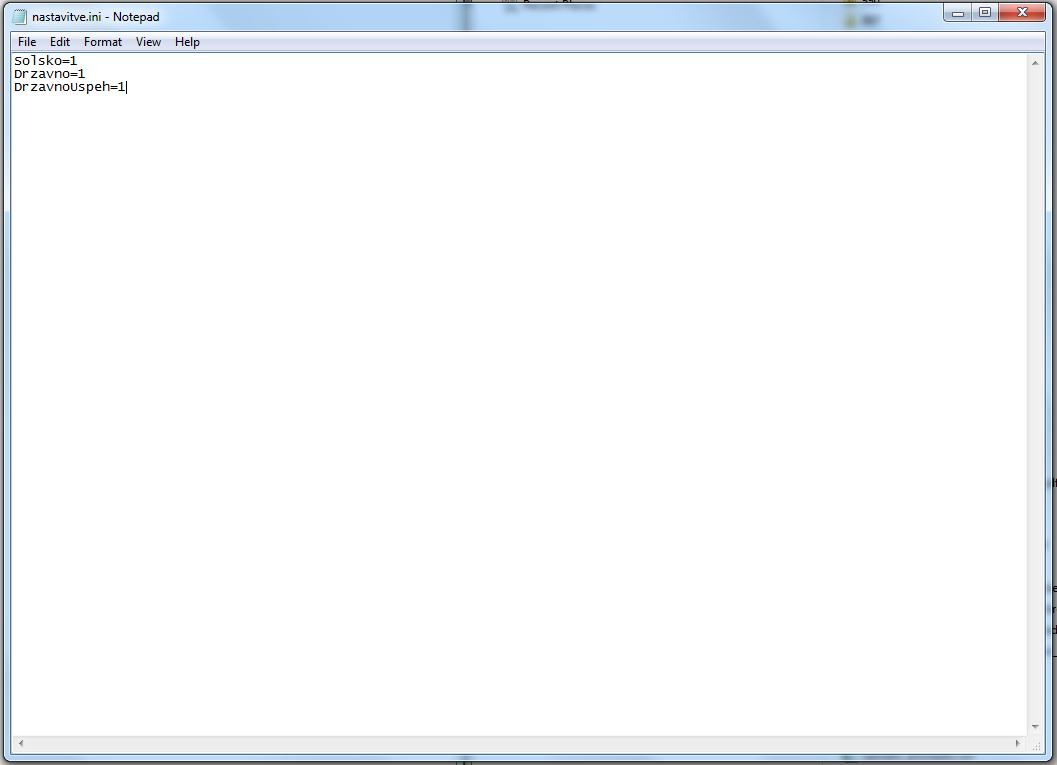 nastavitve.ini - Notepad
File Edit Format View Help
Solsko=1
Drzavno=1
DrzavnoUspeh=1